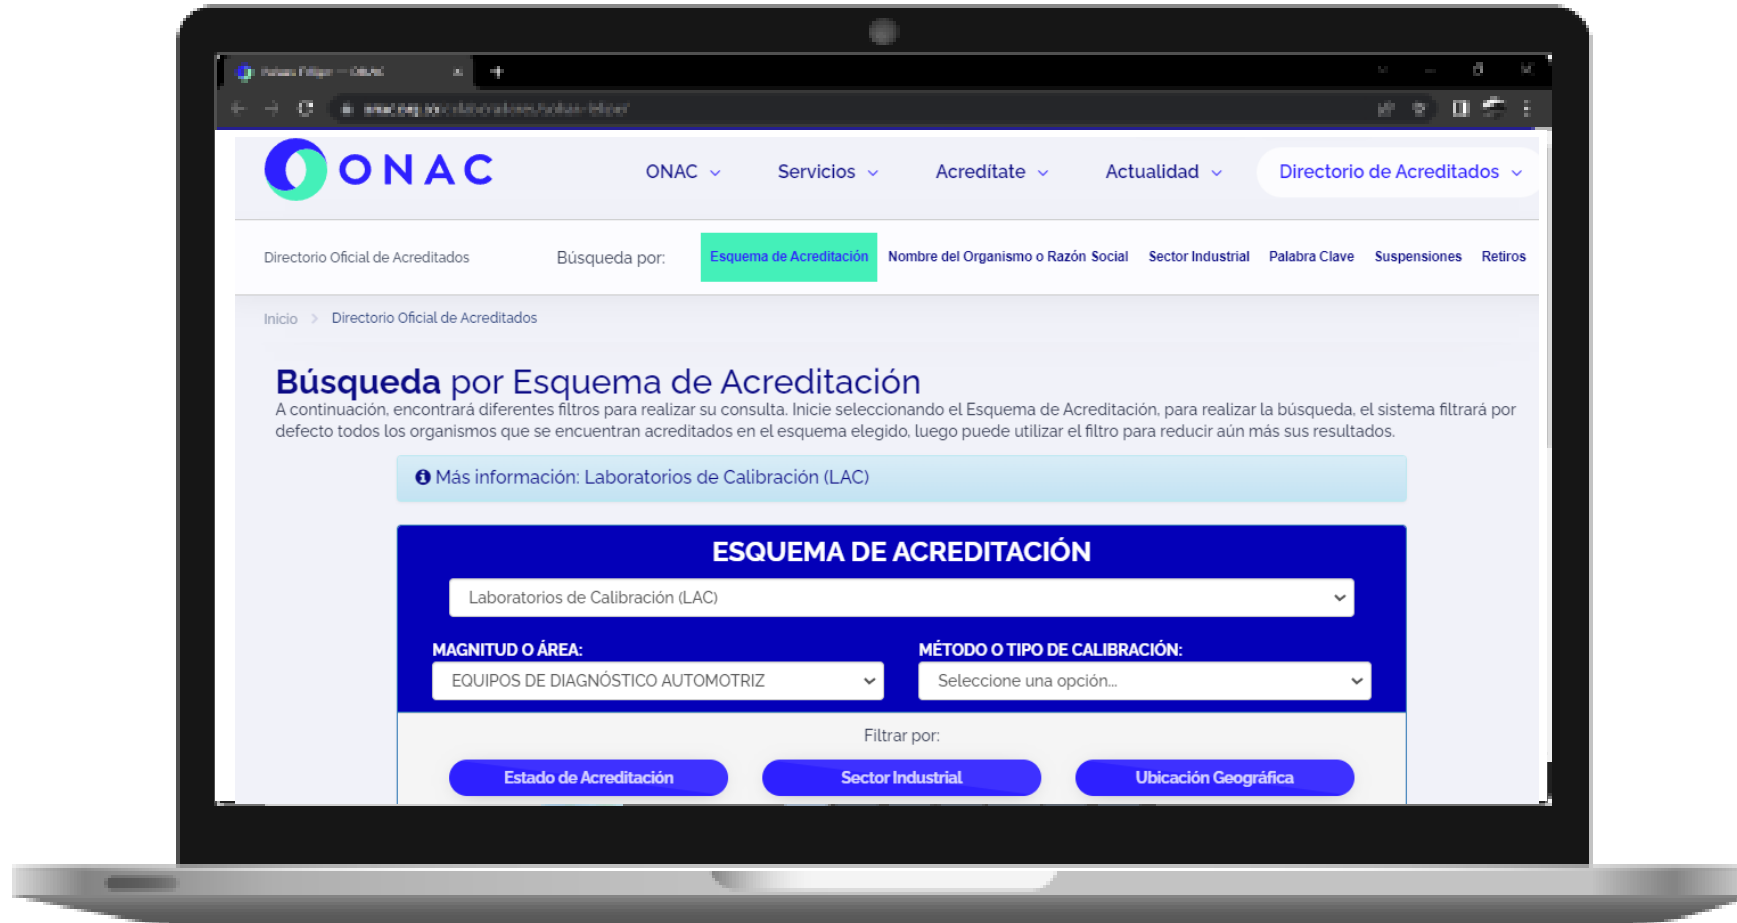 ONAC
ONAC Servicios Acredítate Actualidad Directorio de Acreditados
Directorio Oficial de Acreditados Búsqueda por: Esquema de Acreditación Nombre del Organismo o Razón Social Sector Industrial Palabra Clave Suspensiones Retiros
Inicio > Directorio Oficial de Acreditados
Búsqueda por Esquema de Acreditación
A continuación, encontrará diferentes filtros para realizar su consulta. Inicie seleccionando el Esquema de Acreditación, para realizar la búsqueda, el sistema filtrará por
defecto todos los organismos que se encuentran acreditados en el esquema elegido, luego puede utilizar el filtro para reducir aún más sus resultados.
Más información: Laboratorios de Calibración (LAC)
ESQUEMA DE ACREDITACIÓN
Laboratorios de Calibración (LAC)
MAGNITUD O ÁREA: MÉTODO O TIPO DE CALIBRACIÓN:
EQUIPOS DE DIAGNÓSTICO AUTOMOTRIZ Seleccione una opción...
Filtrar por:
Estado de Acreditación Sector Industrial Ubicación Geográfica